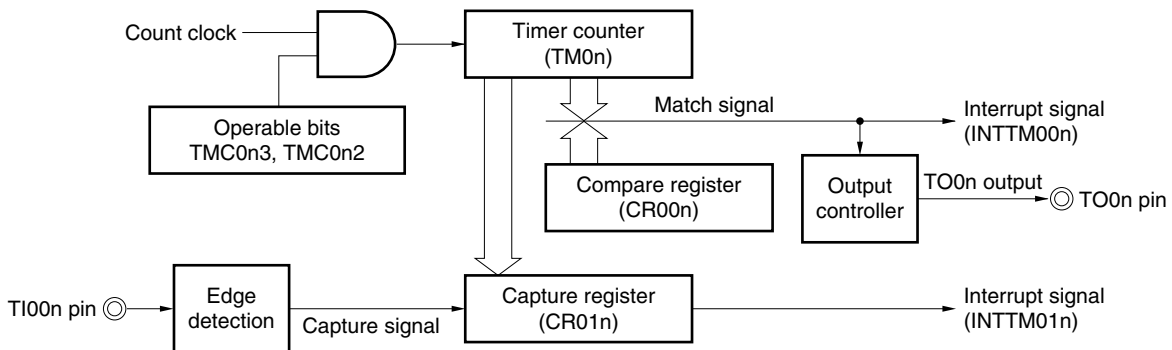 Count clock
Timer counter
(TM0n)
Operable bits
TMC0n3, TMC0n2
Match signal
Interrupt signal
(INTTM00n)
Compare register
(CR00n)
Output
controller
TO0n output
TO0n pin
TI00n pin
Edge
detection
Capture signal
Capture register
(CR01n)
Interrupt signal
(INTTM01n)